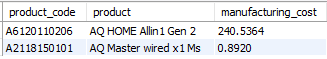 product_code product manufacturing_cost
A6120110206 AQ HOME Allin1 Gen 2 240.5364
A2118150101 AQ Master wired x1 Ms 0.8920